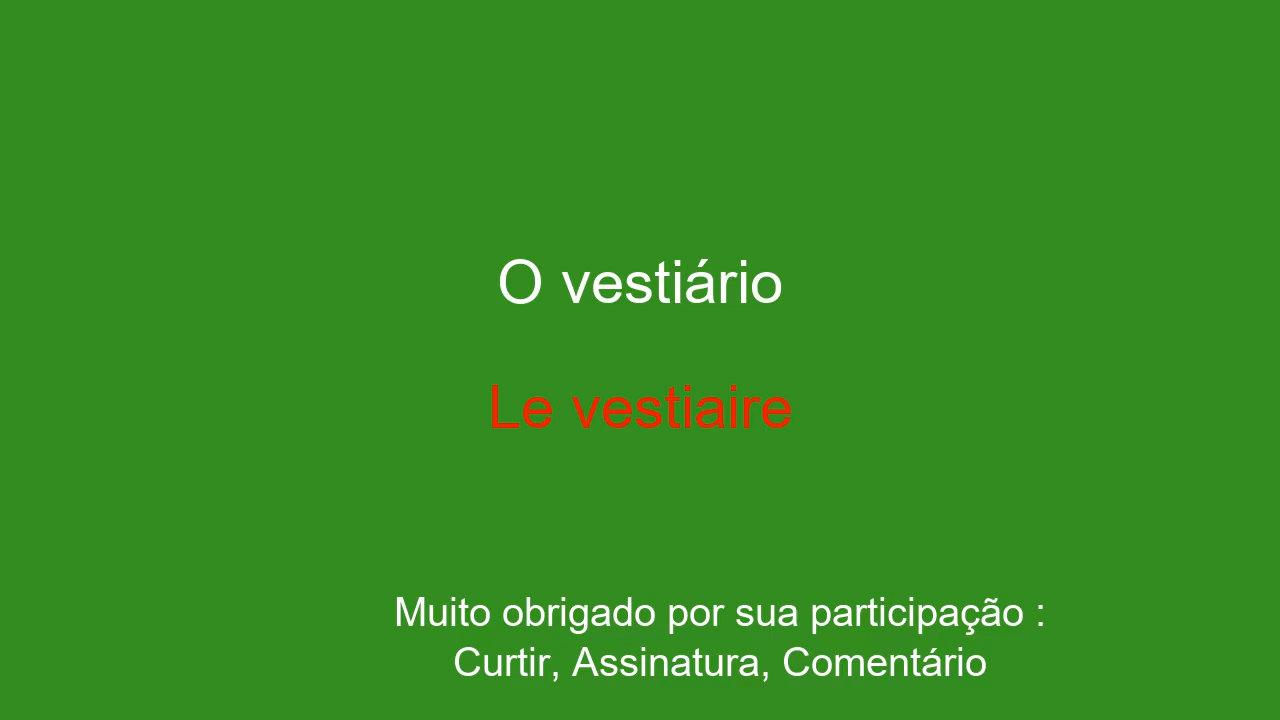 O vestiário
Le vestiaire
Muito obrigado por sua participação :
Curtir, Assinatura, Comentário